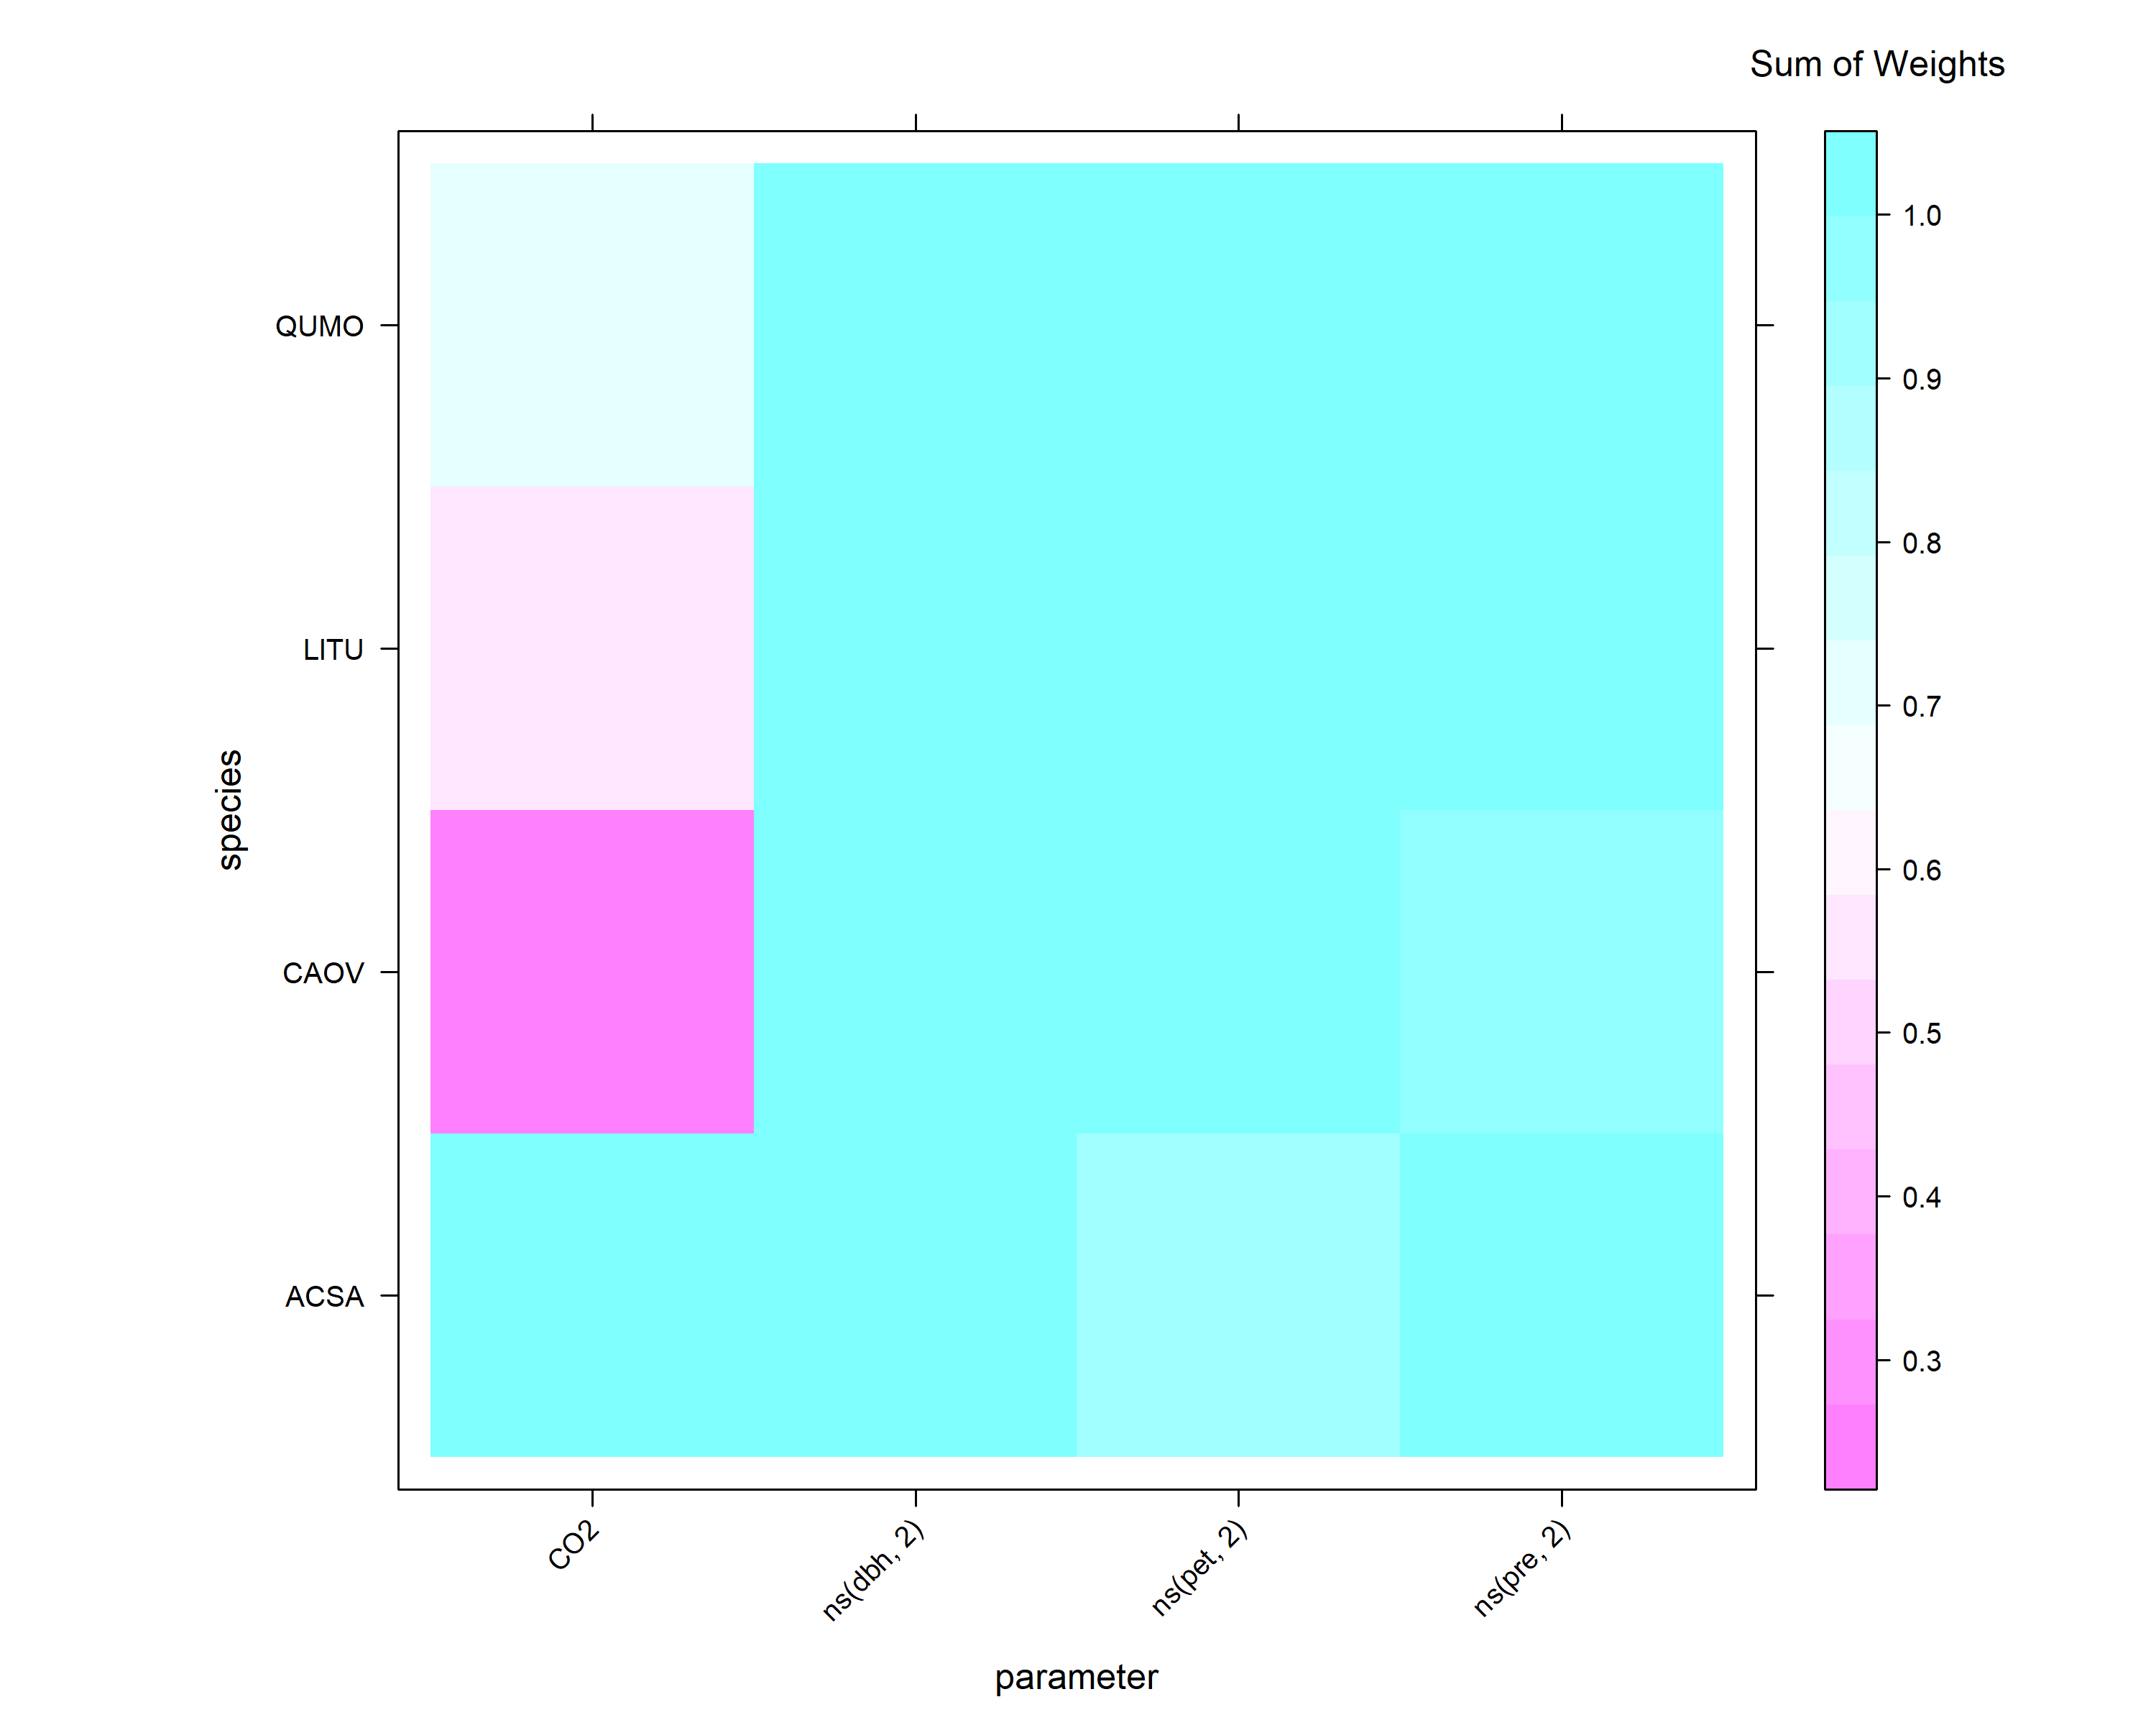 Sum of Weights
1.0
0.9
0.8
0.7
0.6
0.5
0.4
0.3
species
QUMO
LITU
CAOV
ACSA
CO2
ns(dbh, 2)
ns(pet, 2)
ns(pre, 2)
parameter